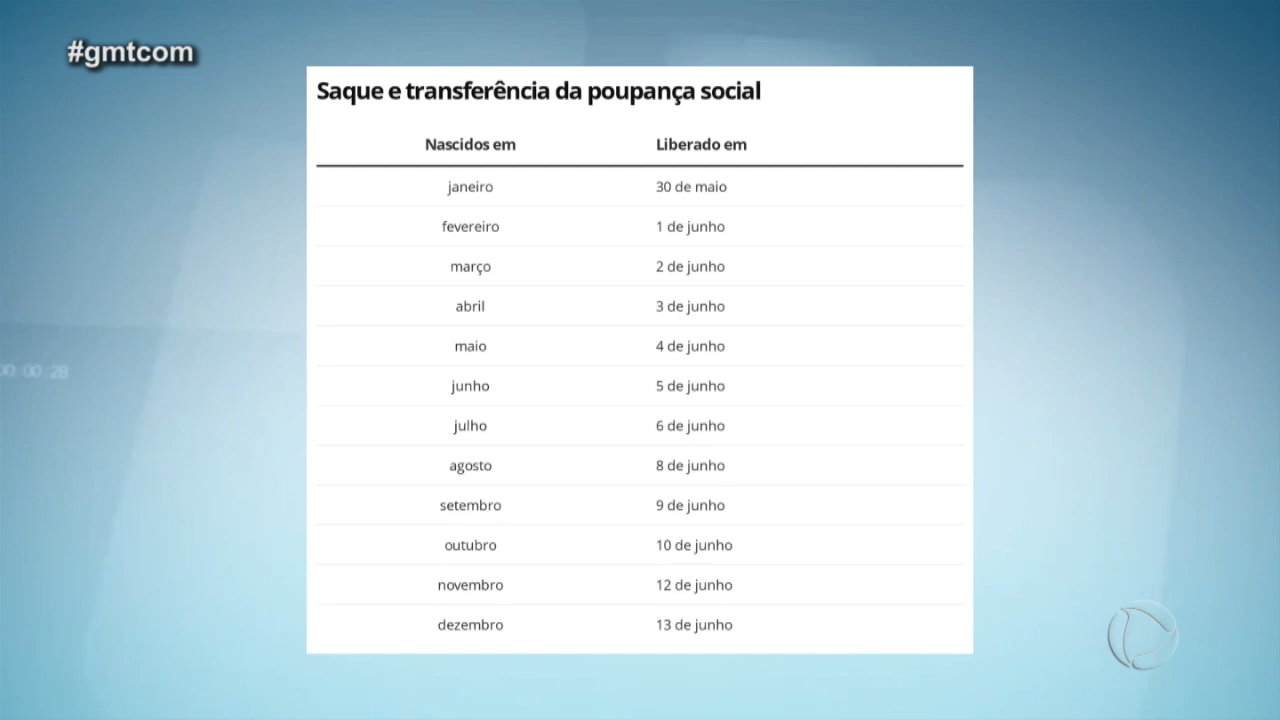 #gmtcom
Saque e transferência da poupança social
Nascidos em Liberado em
janeiro 30 de maio
fevereiro 1 de junho
março 2 de junho
abril 3 de junho
maio 4 de junho
00:00:28
junho 5 de junho
julho 6 de junho
agosto 8 de junho
setembro 9 de junho
outubro 10 de junho
novembro 12 de junho
dezembro 13 de junho